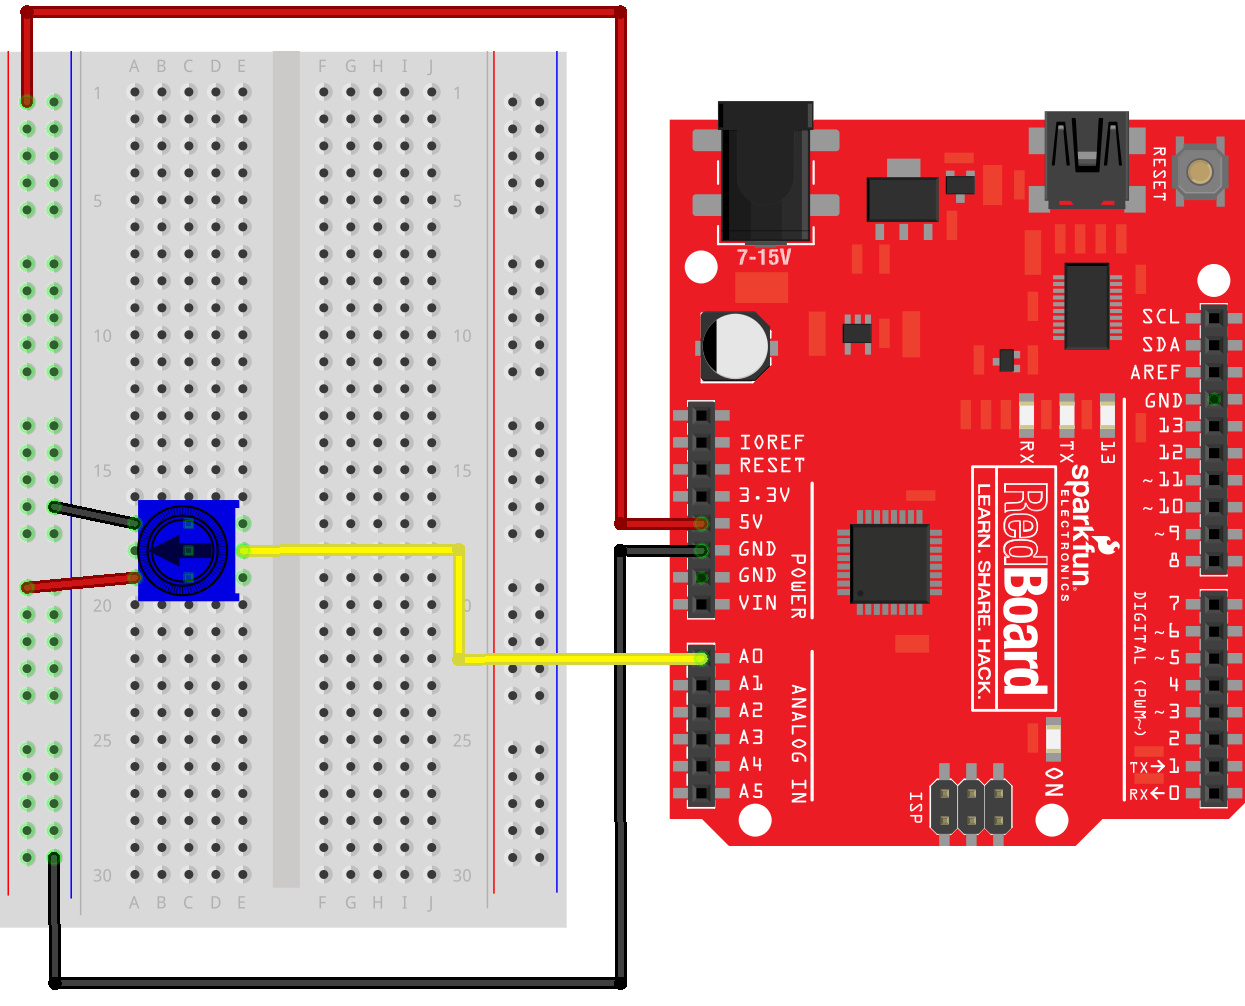 A B C D E F G H I J
1 1
5 5
10 10
15 15
20 0
25 25
30 30
A B C D E F G H I J
7-15V
RESET
SCL
SDA
AREF
GND
13
12
~11
~10
~9
8
7
~6
~5
4
~3
2
TX→1
RX←0
DIGITAL (PWM~)
RX
TX
13
IOREF
RESET
3.3V
5V
GND
GND
VIN
POWER
A0
A1
A2
A3
A4
A5
ANALOG IN
sparkfun
ELECTRONICS
RedBoard
LEARN. SHARE. HACK.
ON
ISP